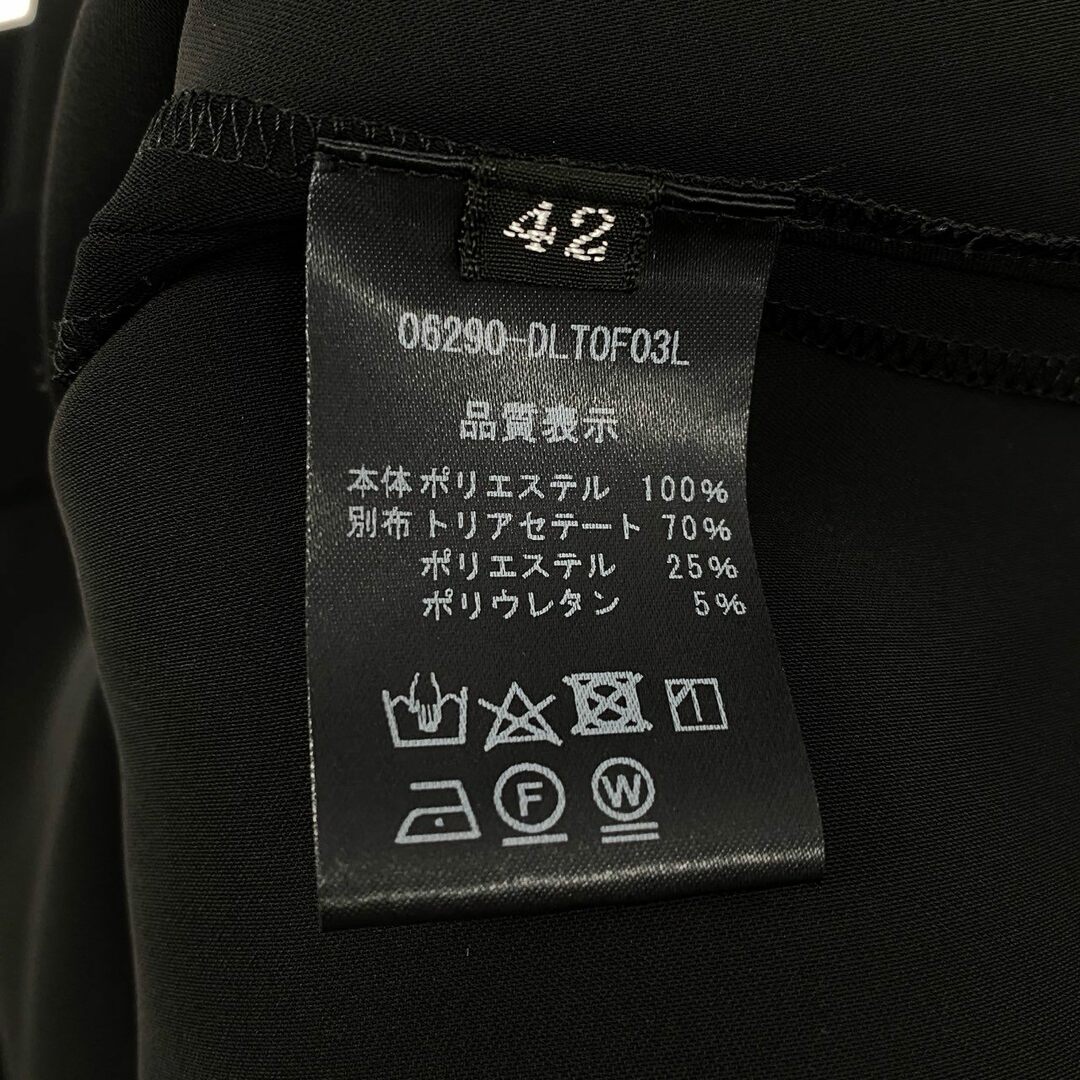 42
06290-DLT0F03L
品質表示
本体 ポリエステル 100%
別布 トリアセテート 70%
ポリエステル 25%
ポリウレタン 5%
F W